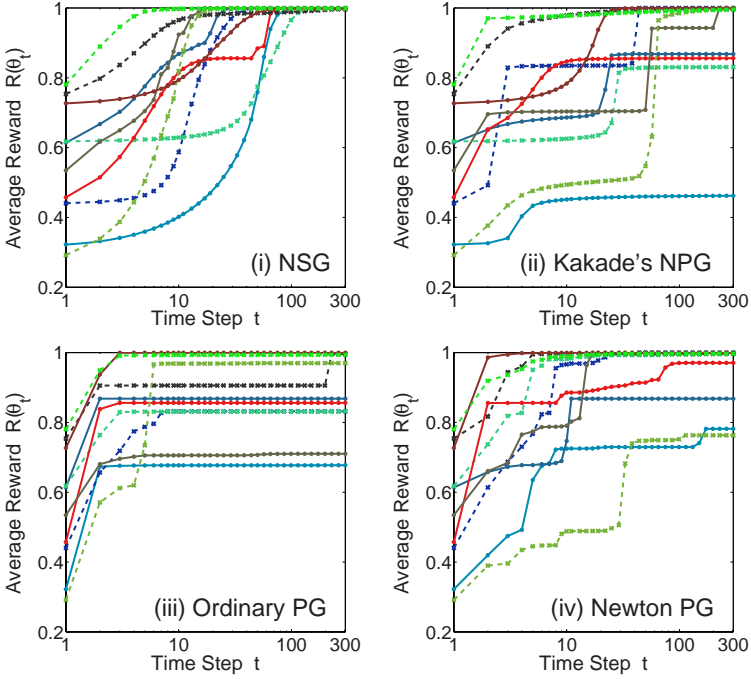 1
0.8
0.6
0.4
0.2
Average Reward R(θt)
(i) NSG
1 10 100 300
Time Step t
1
0.8
0.6
0.4
0.2
Average Reward R(θt)
(ii) Kakade's NPG
1 10 100 300
Time Step t
1
0.8
0.6
0.4
0.2
Average Reward R(θt)
(iii) Ordinary PG
1 10 100 300
Time Step t
1
0.8
0.6
0.4
0.2
Average Reward R(θt)
(iv) Newton PG
1 10 100 300
Time Step t